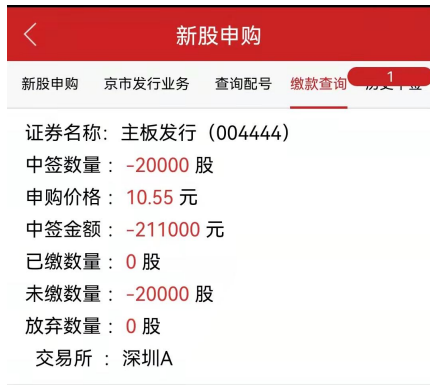 新股申购
新股申购 京市发行业务 查询配号 缴款查询 1
证券名称：主板发行（004444）
中签数量：-20000 股
申购价格：10.55 元
中签金额：-211000 元
已缴数量：0 股
未缴数量：-20000 股
放弃数量：0 股
交易所：深圳A